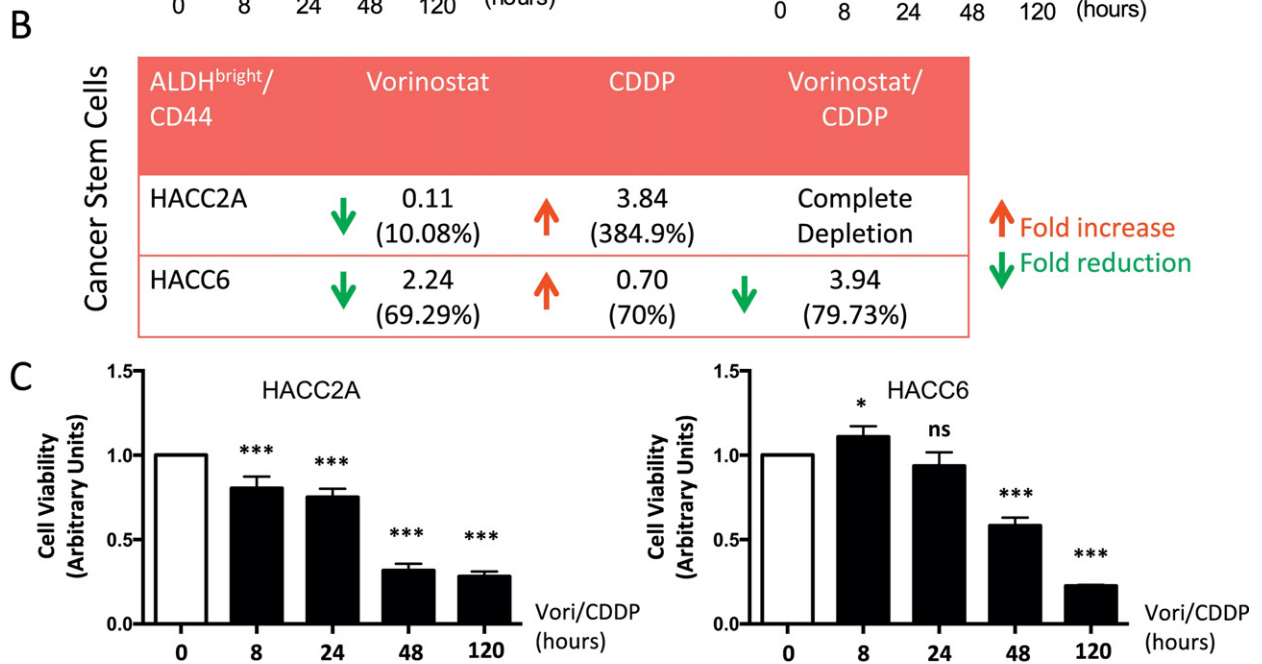 0 8 24 48 120 (hours)
0 8 24 48 120 (hours)
B
Cancer Stem Cells
ALDHbright/ Vorinostat CDDP Vorinostat/
CD44 CDDP
HACC2A 0.11 3.84 Complete
(10.08%) (384.9%) Depletion
HACC6 2.24 0.70 3.94
(69.29%) (70%) (79.73%)
Fold increase
Fold reduction
C
HACC2A
Cell Viability
(Arbitrary Units)
1.5
1.0
0.5
0.0
***
***
***
***
0 8 24 48 120
Vori/CDDP
(hours)
HACC6
Cell Viability
(Arbitrary Units)
1.5
1.0
0.5
0.0
*
ns
***
***
0 8 24 48 120
Vori/CDDP
(hours)